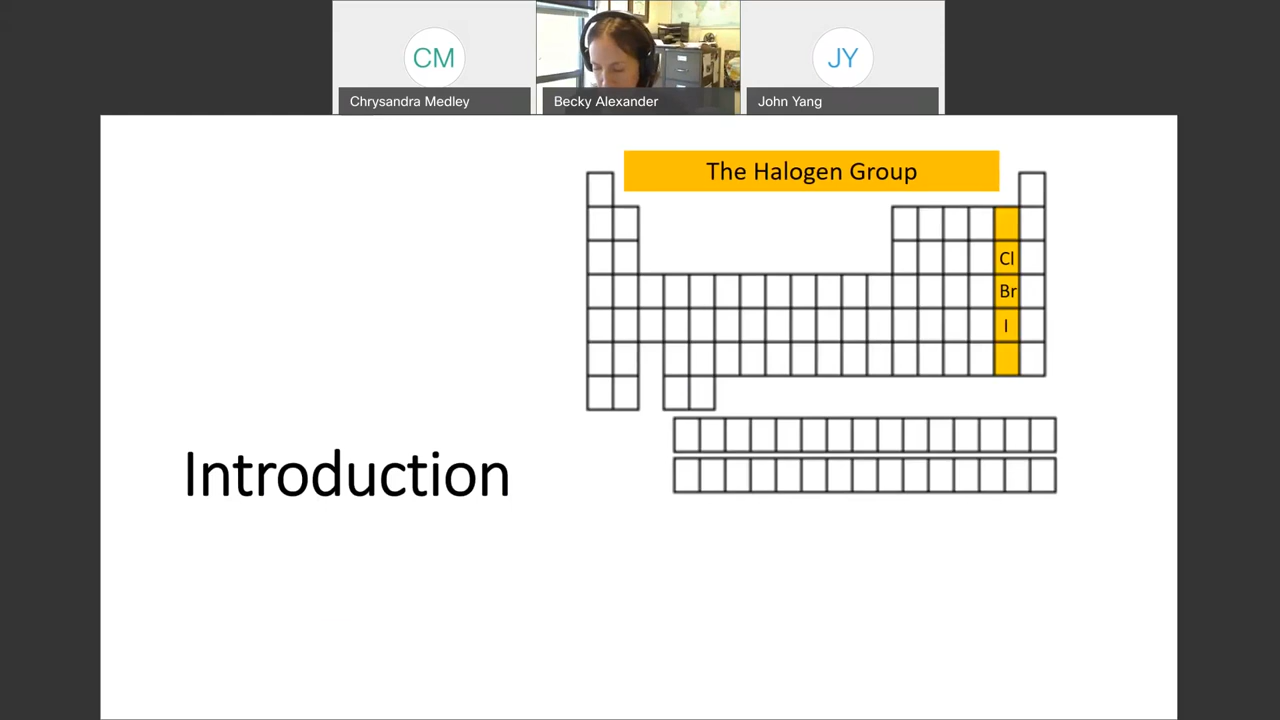 CM
JY
Chrysandra Medley
Becky Alexander
John Yang
The Halogen Group
Cl
Br
I
Introduction